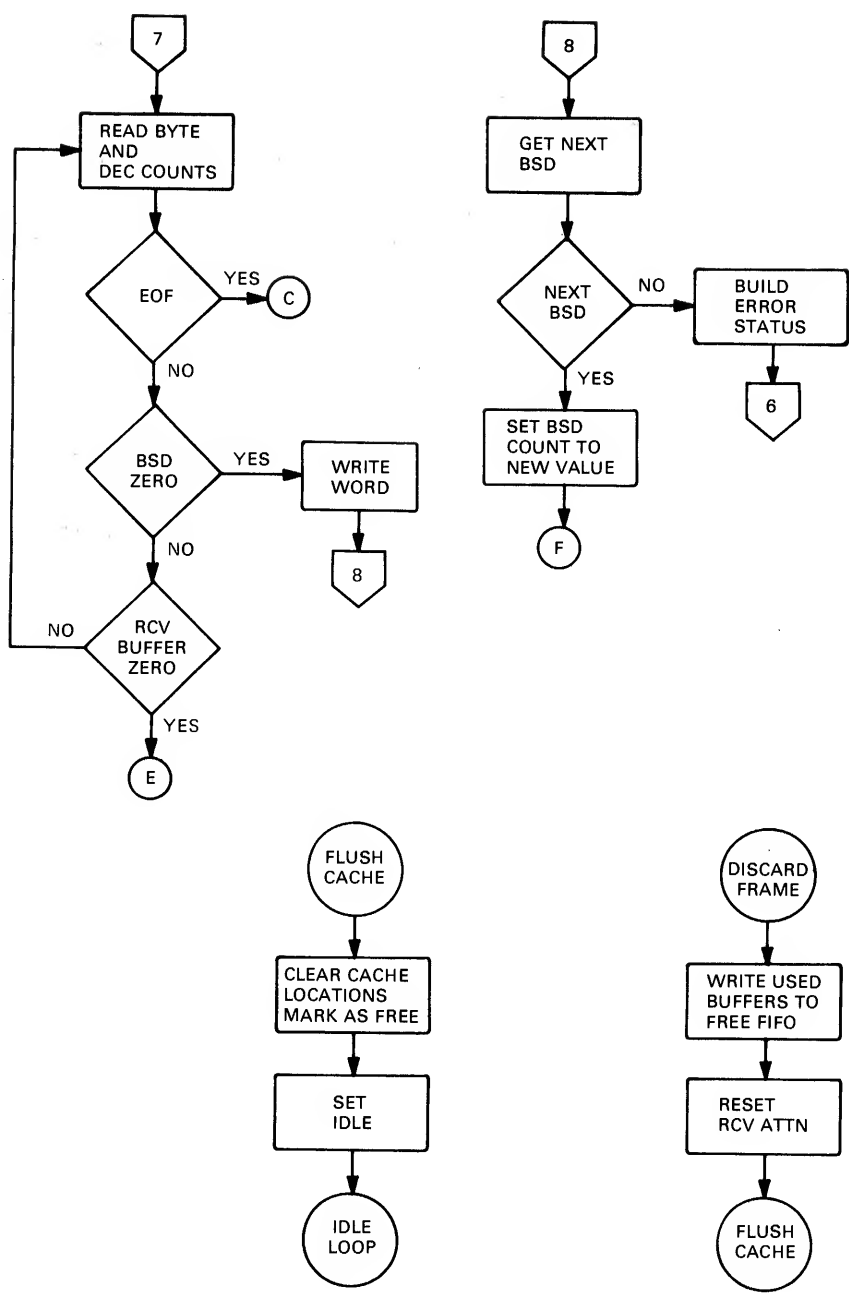 7
READ BYTE
AND
DEC COUNTS
EOF
YES
C
NO
BSD
ZERO
YES
WRITE
WORD
8
NO
RCV
BUFFER
ZERO
NO
YES
E
8
GET NEXT
BSD
NEXT
BSD
NO
BUILD
ERROR
STATUS
6
YES
SET BSD
COUNT TO
NEW VALUE
F
FLUSH
CACHE
CLEAR CACHE
LOCATIONS
MARK AS FREE
SET
IDLE
IDLE
LOOP
DISCARD
FRAME
WRITE USED
BUFFERS TO
FREE FIFO
RESET
RCV ATTN
FLUSH
CACHE